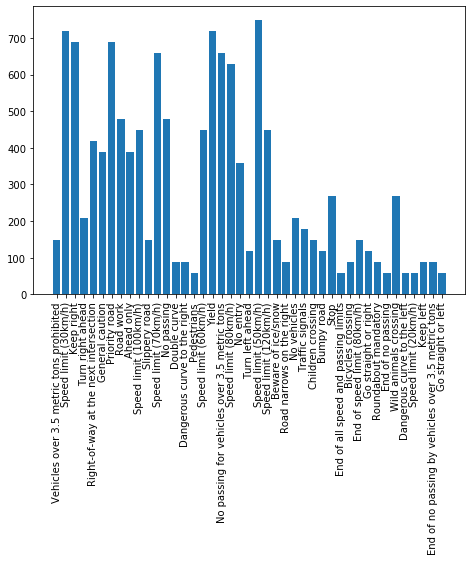 700
600
500
400
300
200
100
0
Vehicles over 3.5 metric tons prohibited
Speed limit (30km/h)
Keep right
Turn right ahead
Right-of-way at the next intersection
General caution
Priority road
Road work
Ahead only
Speed limit (100km/h)
Slippery road
Speed limit (70km/h)
No passing
Double curve
Dangerous curve to the right
Pedestrians
Speed limit (60km/h)
Yield
No passing for vehicles over 3.5 metric tons
No entry
Turn left ahead
Speed limit (50km/h)
Speed limit (120km/h)
Beware of ice/snow
Road narrows on the right
No vehicles
Traffic signals
Children crossing
Bumpy road
Stop
End of all speed and passing limits
Bicycles crossing
End of speed limit (80km/h)
Go straight or right
Roundabout mandatory
End of no passing
Wild animals crossing
Dangerous curve to the left
Speed limit (20km/h)
Keep left
End of no passing by vehicles over 3.5 metric tons
Go straight or left